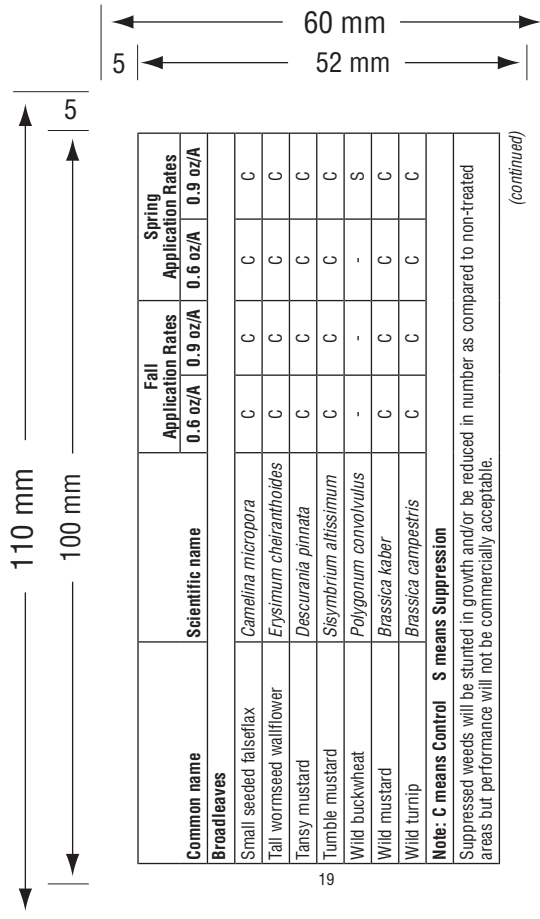 60 mm
5 52 mm
5
110 mm
100 mm
Fall Spring
Application Rates Application Rates
Common name Scientific name 0.6 oz/A 0.9 oz/A 0.6 oz/A 0.9 oz/A
Broadleaves
Small seeded falseflax Camelina micropora C C C C
Tall wormseed wallflower Erysimum cheiranthoides C C C C
Tansy mustard Descurania pinnata C C C C
Tumble mustard Sisymbrium altissimum C C C C
Wild buckwheat Polygonum convolvulus - - - S
Wild mustard Brassica kaber C C C C
Wild turnip Brassica campestris C C C C
Note: C means Control S means Suppression
Suppressed weeds will be stunted in growth and/or be reduced in number as compared to non-treated
areas but performance will not be commercially acceptable.
(continued)
19